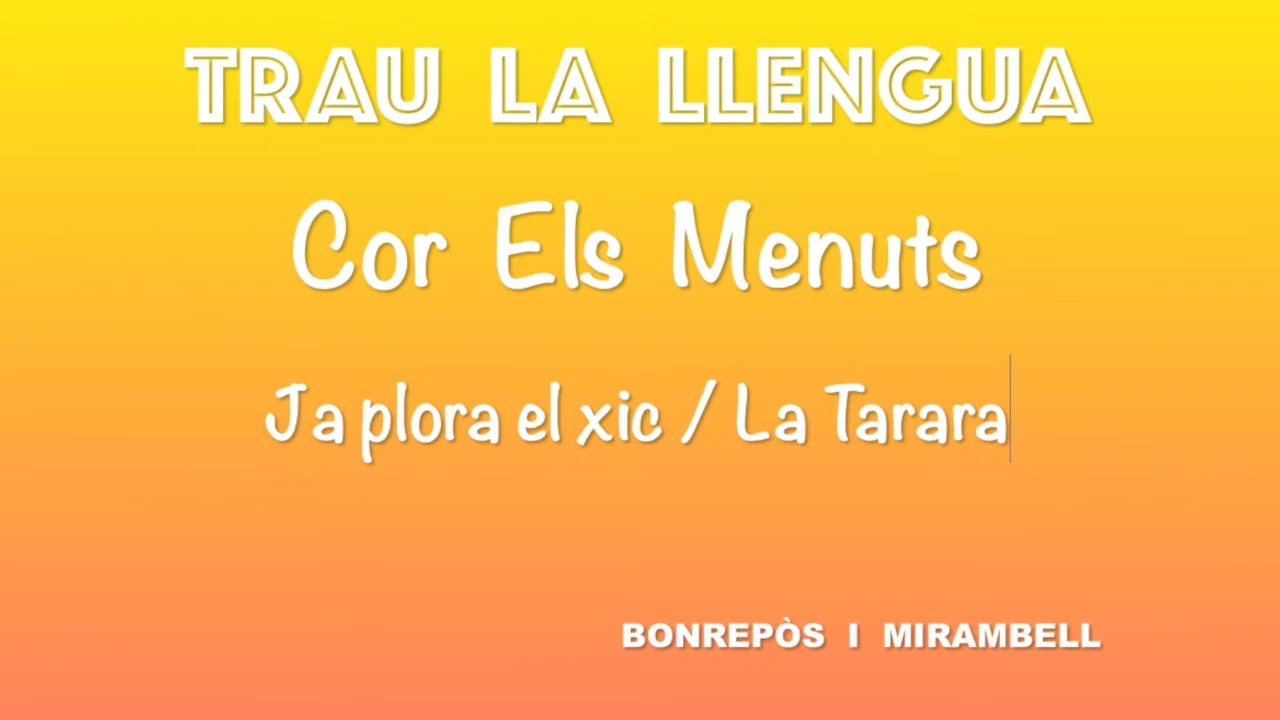 TRAU LA LLENGUA
Cor Els Menuts
Ja plora el xic / La Tarara
BONREPÒS I MIRAMBELL